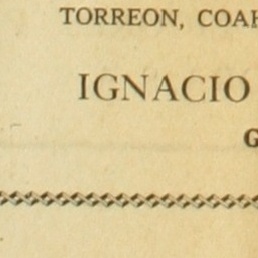 TORREON, COAH
IGNACIO
G